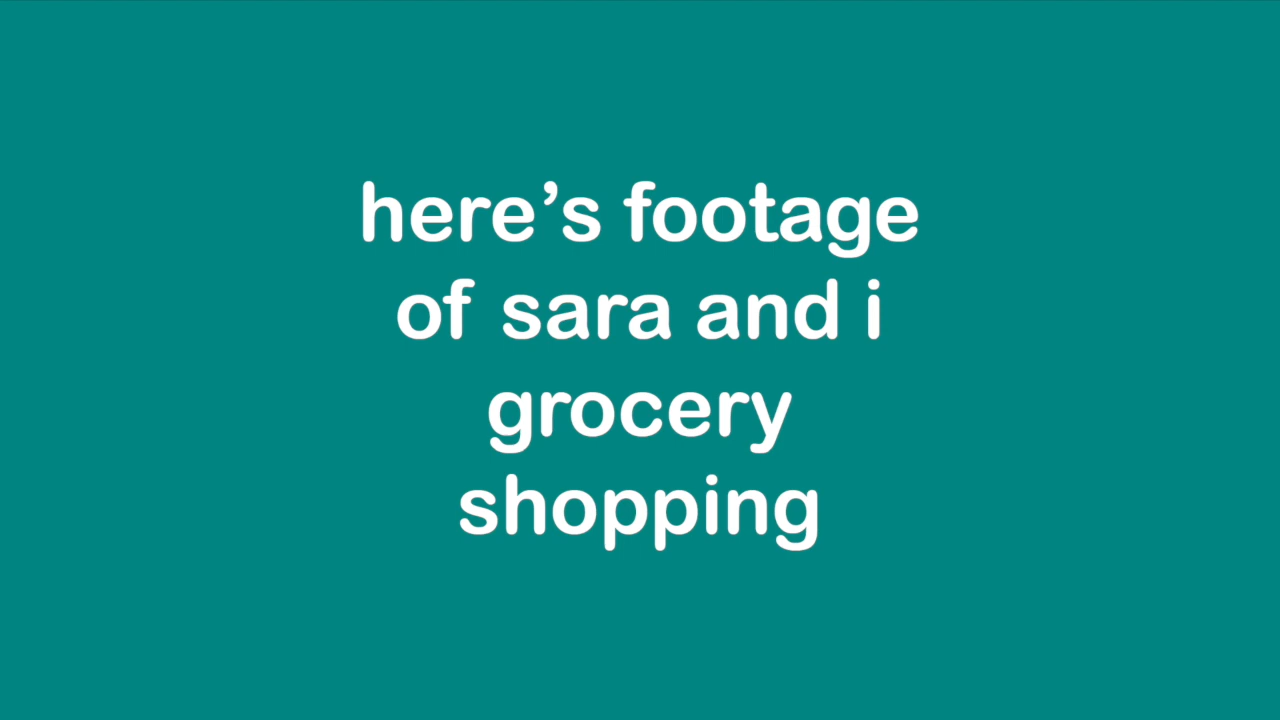 here’s footage
of sara and i
grocery
shopping